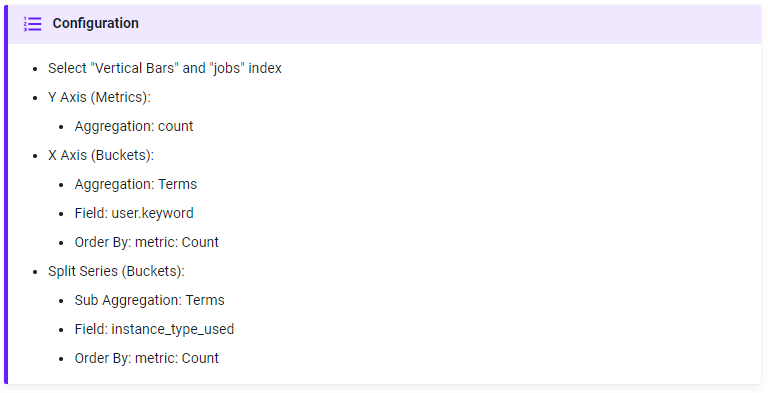 Configuration
Select "Vertical Bars" and "jobs" index
Y Axis (Metrics):
Aggregation: count
X Axis (Buckets):
Aggregation: Terms
Field: user.keyword
Order By: metric: Count
Split Series (Buckets):
Sub Aggregation: Terms
Field: instance_type_used
Order By: metric: Count